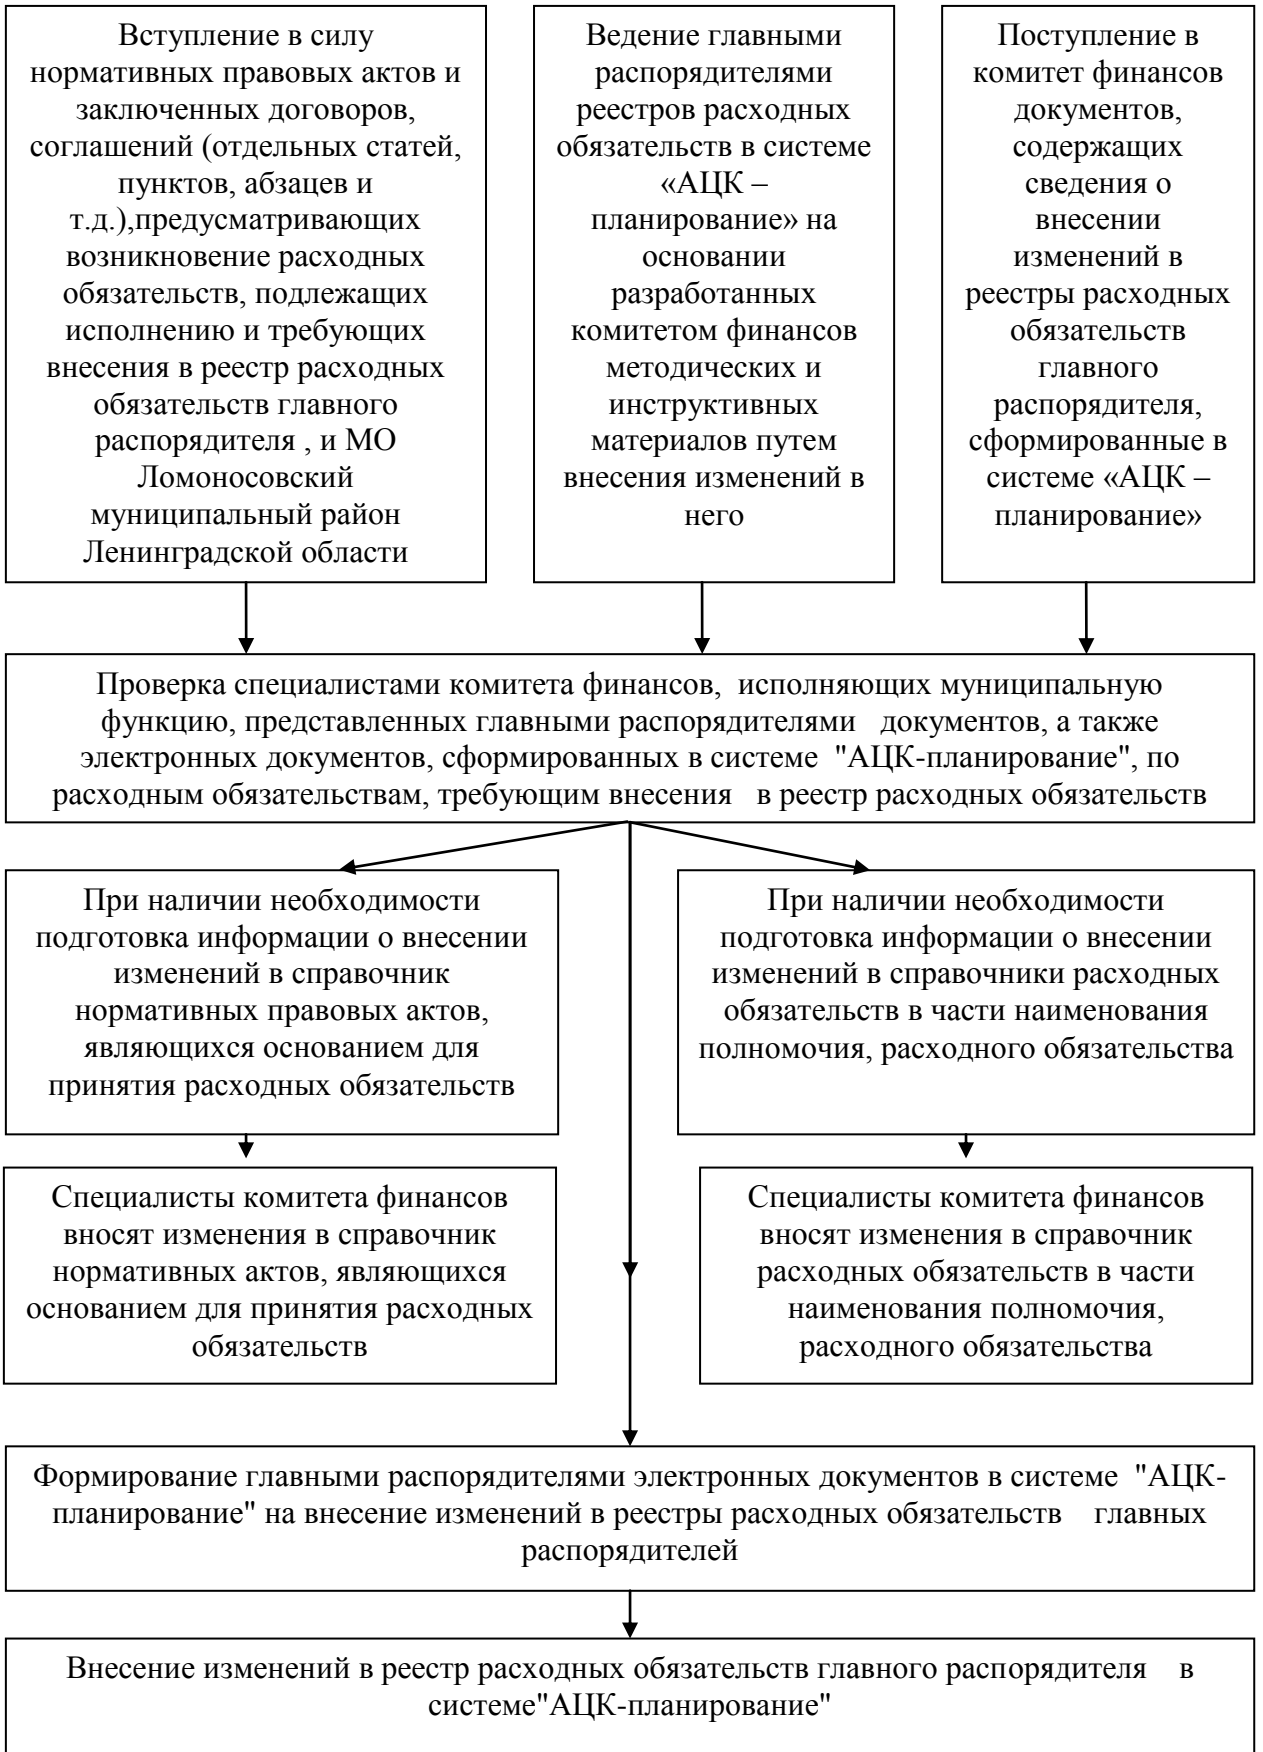 Вступление в силу
нормативных правовых актов и
заключенных договоров,
соглашений (отдельных статей,
пунктов, абзацев и
т.д.),предусматривающих
возникновение расходных
обязательств, подлежащих
исполнению и требующих
внесения в реестр расходных
обязательств главного
распорядителя , и МО
Ломоносовский
муниципальный район
Ленинградской области
Ведение главными
распорядителями
реестров расходных
обязательств в системе
«АЦК –
планирование» на
основании
разработанных
комитетом финансов
методических и
инструктивных
материалов путем
внесения изменений в
него
Поступление в
комитет финансов
документов,
содержащих
сведения о
внесении
изменений в
реестры расходных
обязательств
главного
распорядителя,
сформированные в
системе «АЦК –
планирование»
Проверка специалистами комитета финансов, исполняющих муниципальную
функцию, представленных главными распорядителями документов, а также
электронных документов, сформированных в системе "АЦК-планирование", по
расходным обязательствам, требующим внесения в реестр расходных обязательств
При наличии необходимости
подготовка информации о внесении
изменений в справочник
нормативных правовых актов,
являющихся основанием для
принятия расходных обязательств
При наличии необходимости
подготовка информации о внесении
изменений в справочники расходных
обязательств в части наименования
полномочия, расходного обязательства
Специалисты комитета финансов
вносят изменения в справочник
нормативных актов, являющихся
основанием для принятия расходных
обязательств
Специалисты комитета финансов
вносят изменения в справочник
расходных обязательств в части
наименования полномочия,
расходного обязательства
Формирование главными распорядителями электронных документов в системе "АЦК-
планирование" на внесение изменений в реестры расходных обязательств главных
распорядителей
Внесение изменений в реестр расходных обязательств главного распорядителя в
системе"АЦК-планирование"